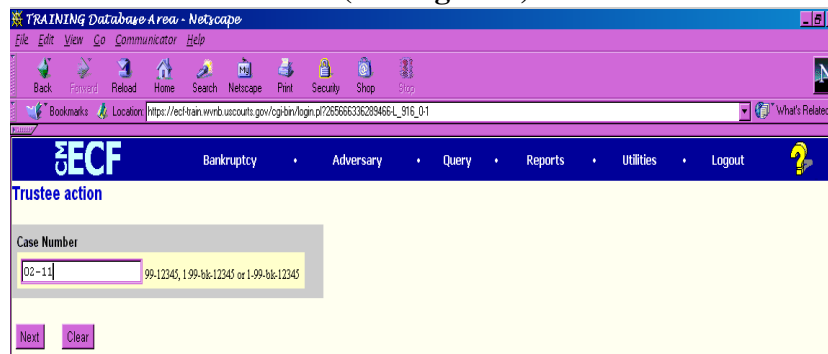 TRAINING Database Area - Netscape
File Edit View Go Communicator Help
Back Forward Reload Home Search Netscape Print Security Shop Stop
Bookmarks Location: https://ecf-train.wvnb.uscourts.gov/cgi-bin/login.pl?265666336289466-L_916_0-1 What's Related
CM ECF Bankruptcy • Adversary • Query • Reports • Utilities • Logout ?
Trustee action
Case Number
02-11 99-12345, 1:99-bk-12345 or 1-99-bk-12345
Next Clear